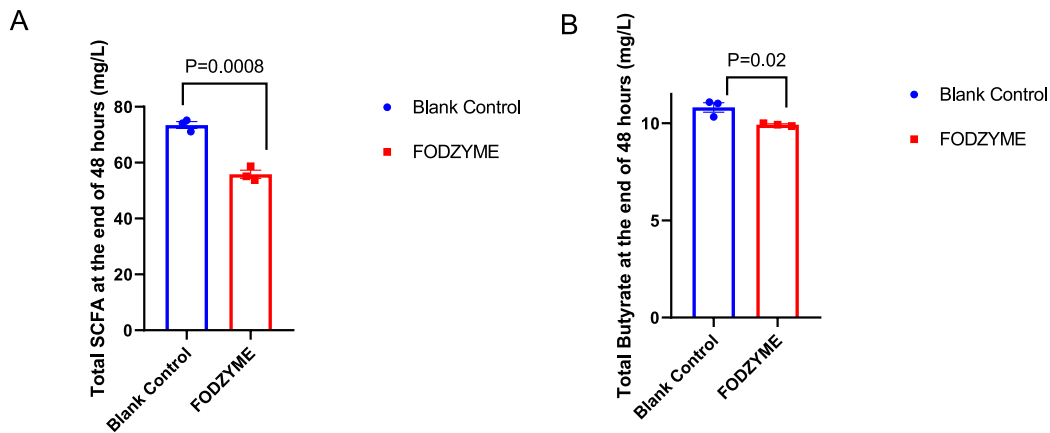 A
P=0.0008
Total SCFA at the end of 48 hours (mg/L)
80
60
40
20
0
Blank Control
FODZYME
Blank Control
FODZYME
B
P=0.02
Total Butyrate at the end of 48 hours (mg/L)
10
5
0
Blank Control
FODZYME
Blank Control
FODZYME